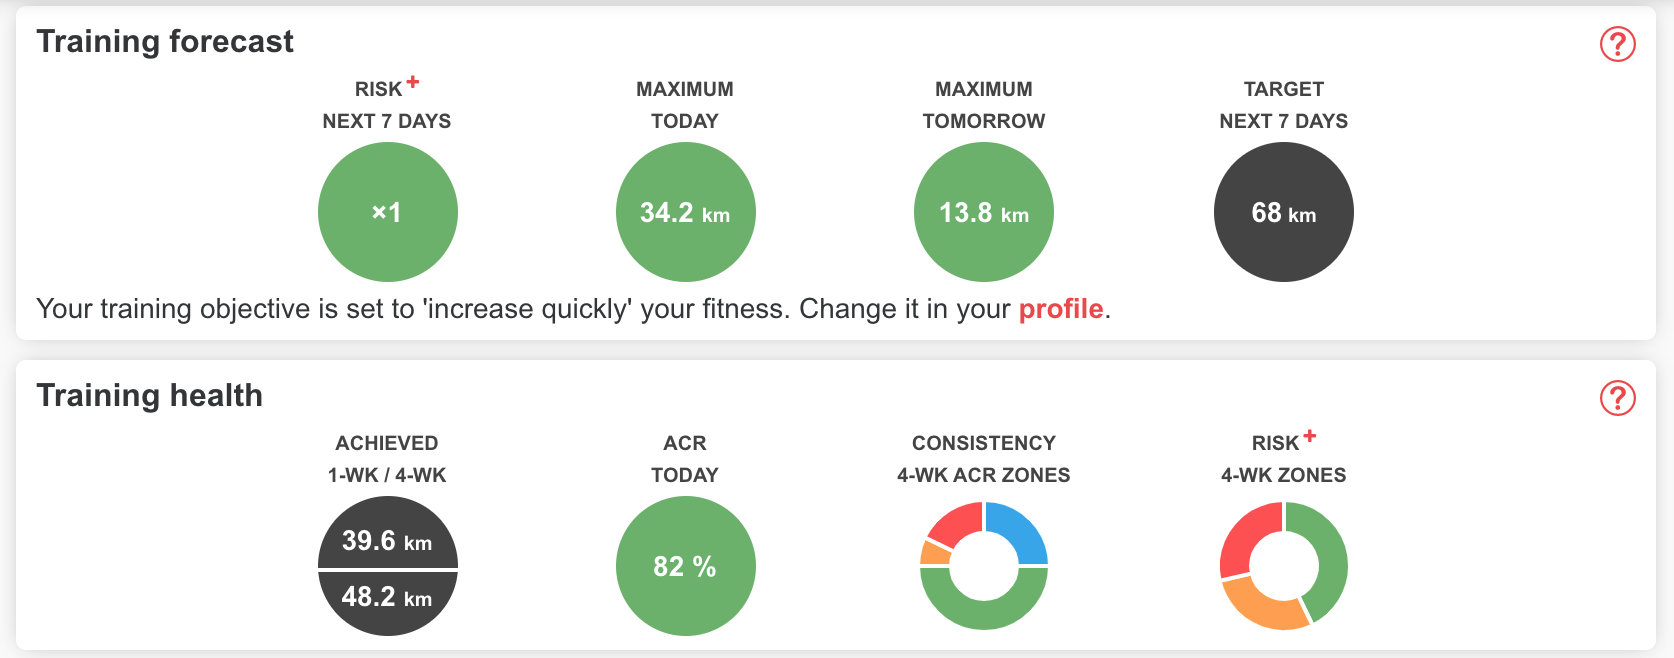 Training forecast
?
RISK+
NEXT 7 DAYS
MAXIMUM
TODAY
MAXIMUM
TOMORROW
TARGET
NEXT 7 DAYS
×1
34.2 km
13.8 km
68 km
Your training objective is set to 'increase quickly' your fitness. Change it in your profile.
Training health
?
ACHIEVED
1-WK / 4-WK
ACR
TODAY
CONSISTENCY
4-WK ACR ZONES
RISK+
4-WK ZONES
39.6 km
48.2 km
82 %